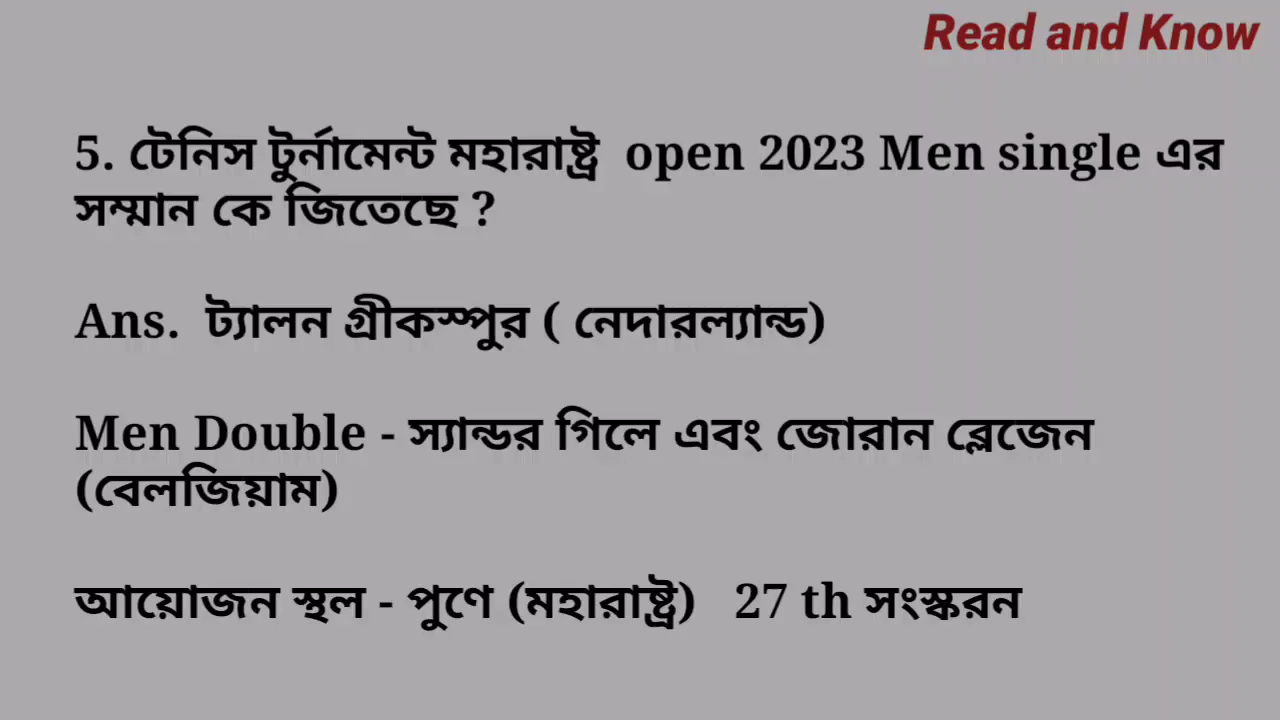 Read and Know
5. টেনিস টুর্নামেন্ট মহারাষ্ট্র open 2023 Men single এর
সম্মান কে জিতেছে ?
Ans. ট্যালন গ্রীকস্পুর ( নেদারল্যান্ড)
Men Double - স্যান্ডর গিলে এবং জোরান ব্লেজেন
(বেলজিয়াম)
আয়োজন স্থল - পুণে (মহারাষ্ট্র) 27 th সংস্করন